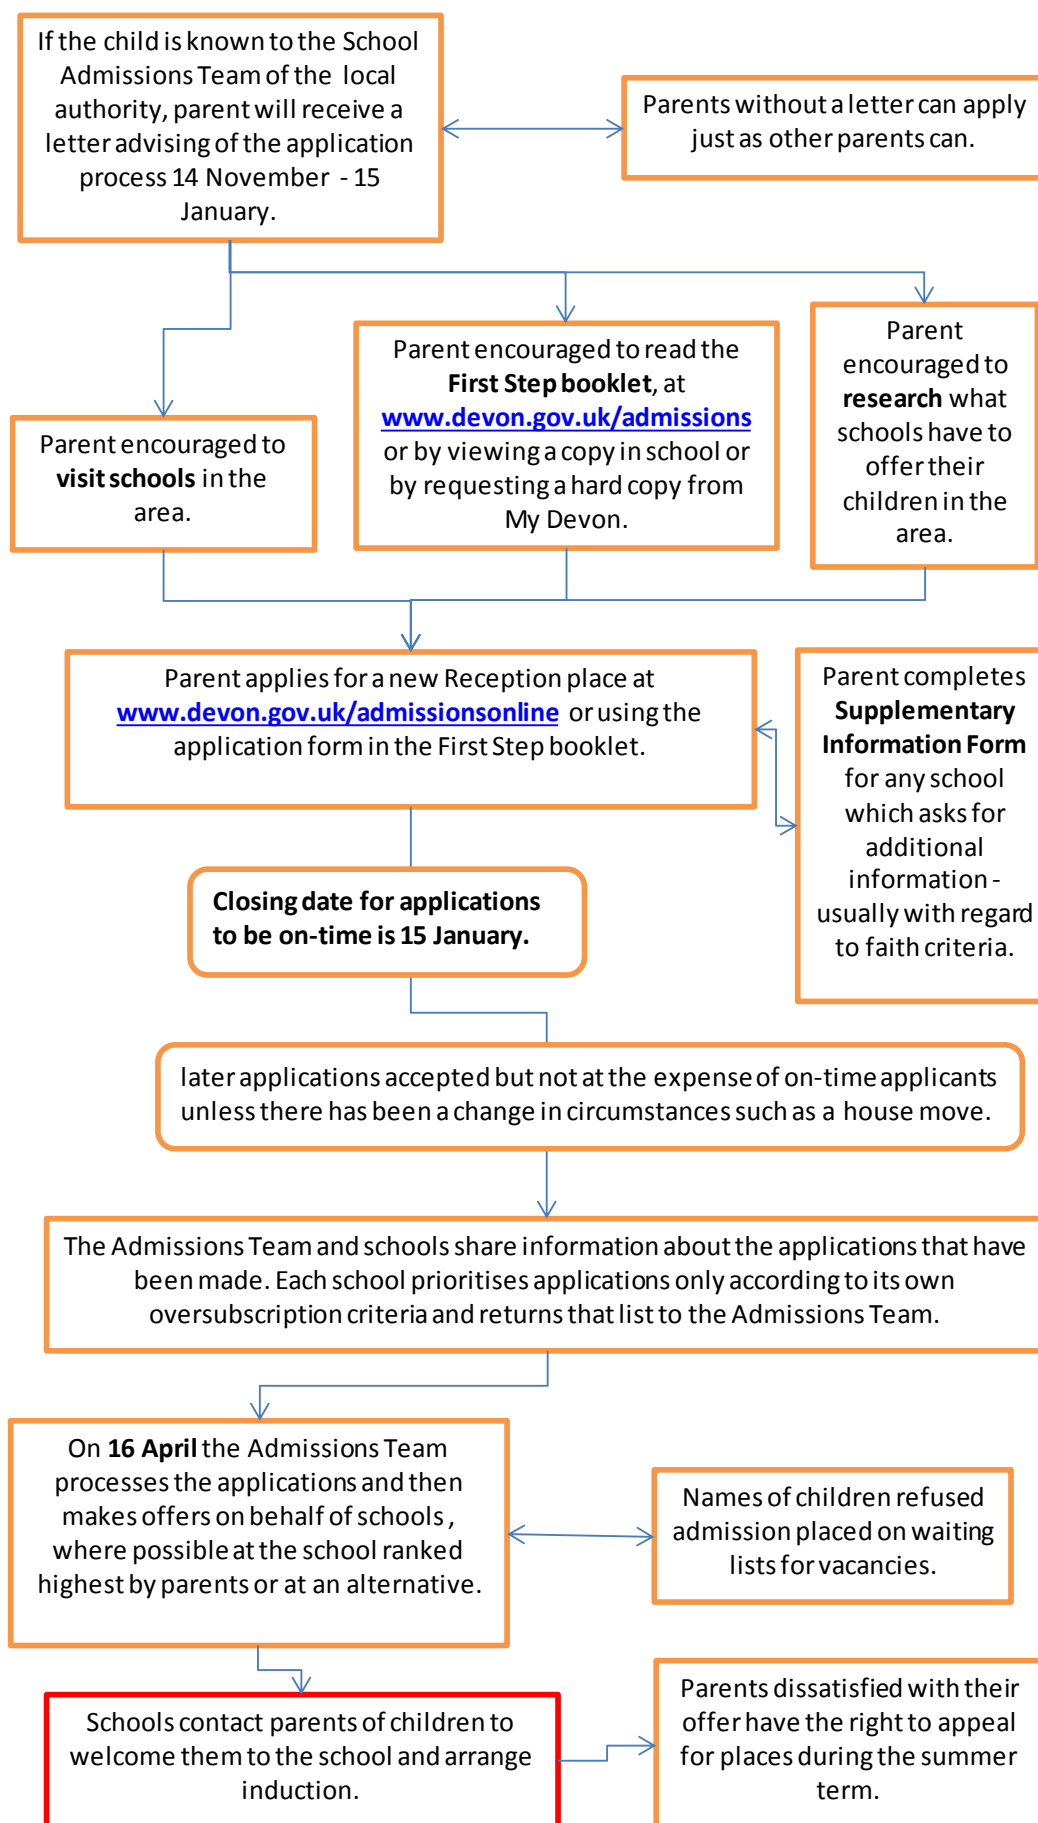 If the child is known to the School
Admissions Team of the local
authority, parent will receive a
letter advising of the application
process 14 November - 15
January.
Parents without a letter can apply
just as other parents can.
Parent encouraged to
visit schools in the
area.
Parent encouraged to read the
First Step booklet, at
www.devon.gov.uk/admissions
or by viewing a copy in school or
by requesting a hard copy from
My Devon.
Parent
encouraged to
research what
schools have to
offer their
children in the
area.
Parent applies for a new Reception place at
www.devon.gov.uk/admissionsonline or using the
application form in the First Step booklet.
Parent completes
Supplementary
Information Form
for any school
which asks for
additional
information -
usually with regard
to faith criteria.
Closing date for applications
to be on-time is 15 January.
later applications accepted but not at the expense of on-time applicants
unless there has been a change in circumstances such as a house move.
The Admissions Team and schools share information about the applications that have
been made. Each school prioritises applications only according to its own
oversubscription criteria and returns that list to the Admissions Team.
On 16 April the Admissions Team
processes the applications and then
makes offers on behalf of schools ,
where possible at the school ranked
highest by parents or at an alternative.
Names of children refused
admission placed on waiting
lists for vacancies.
Schools contact parents of children to
welcome them to the school and arrange
induction.
Parents dissatisfied with their
offer have the right to appeal
for places during the summer
term.